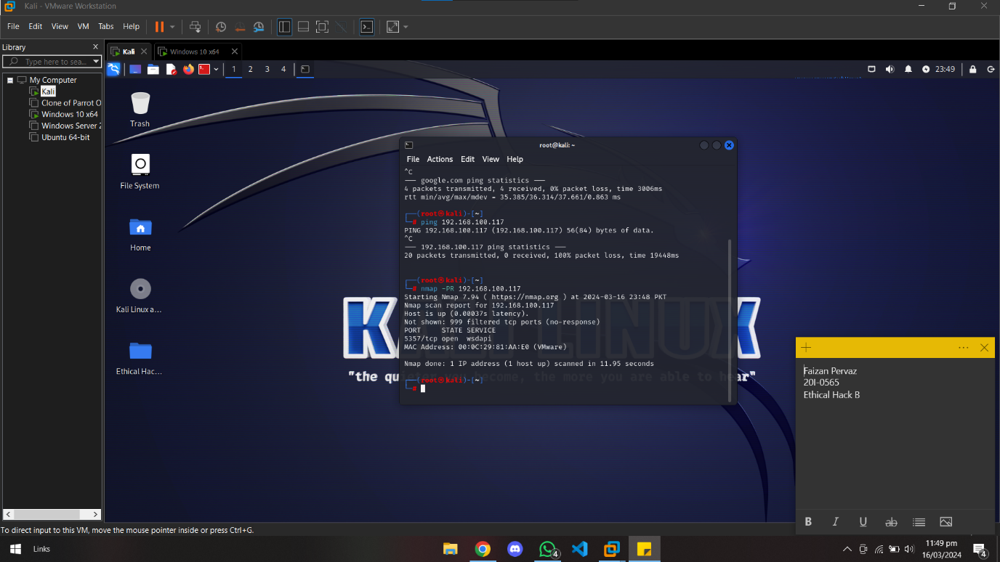 Kali - VMware Workstation
File Edit View VM Tabs Help
Library
Type here to sea...
My Computer
Kali
Clone of Parrot O
Windows 10 x64
Windows Server 2
Ubuntu 64-bit
Kali
Windows 10 x64
1 2 3 4
23:49
Trash
File System
Home
Kali Linux a...
Ethical Hac...
root@kali: ~
File Actions Edit View Help
^C
--- google.com ping statistics ---
4 packets transmitted, 4 received, 0% packet loss, time 3006ms
rtt min/avg/max/mdev = 35.385/36.314/37.661/0.863 ms
┌──(root㉿kali)-[~]
└─# ping 192.168.100.117
PING 192.168.100.117 (192.168.100.117) 56(84) bytes of data.
^C
--- 192.168.100.117 ping statistics ---
20 packets transmitted, 0 received, 100% packet loss, time 19448ms
┌──(root㉿kali)-[~]
└─# nmap -PR 192.168.100.117
Starting Nmap 7.94 ( https://nmap.org ) at 2024-03-16 23:48 PKT
Nmap scan report for 192.168.100.117
Host is up (0.00037s latency).
Not shown: 999 filtered tcp ports (no-response)
PORT STATE SERVICE
5357/tcp open wsdapi
MAC Address: 00:0C:29:81:AA:E0 (VMware)
Nmap done: 1 IP address (1 host up) scanned in 11.95 seconds
┌──(root㉿kali)-[~]
└─#
KALI LINUX
"the quieter you become, the more you are able to hear"
Faizan Pervaz
20I-0565
Ethical Hack B
B I U ab
To direct input to this VM, move the mouse pointer inside or press Ctrl+G.
Links
4
11:49 pm
16/03/2024
4